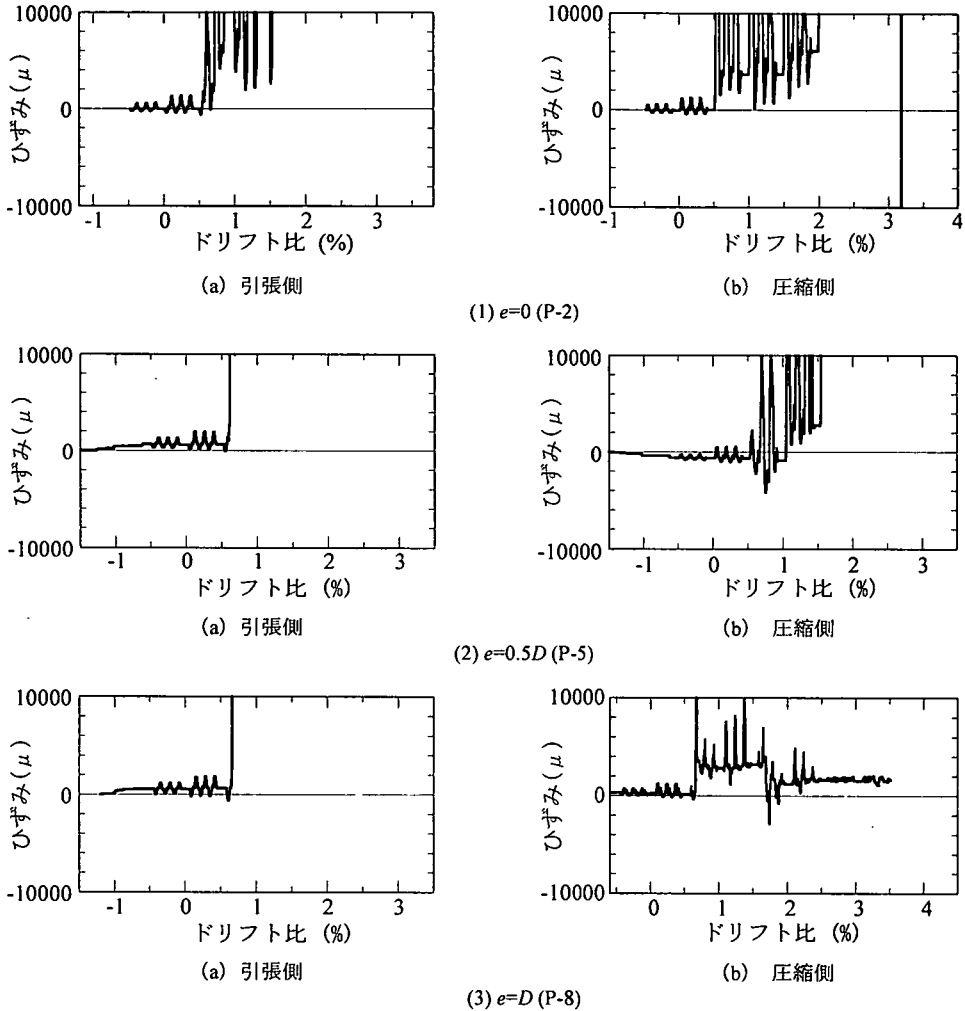 10000
0
-10000
ひずみ(μ)
-1 0 1 2 3
ドリフト比 (%)
(a) 引張側
10000
0
-10000
ひずみ(μ)
-1 0 1 2 3 4
ドリフト比 (%)
(b) 圧縮側
(1) e=0 (P-2)
10000
0
-10000
ひずみ(μ)
-1 0 1 2 3
ドリフト比 (%)
(a) 引張側
10000
0
-10000
ひずみ(μ)
-1 0 1 2 3
ドリフト比 (%)
(b) 圧縮側
(2) e=0.5D (P-5)
10000
0
-10000
ひずみ(μ)
-1 0 1 2 3
ドリフト比 (%)
(a) 引張側
10000
0
-10000
ひずみ(μ)
0 1 2 3 4
ドリフト比 (%)
(b) 圧縮側
(3) e=D (P-8)